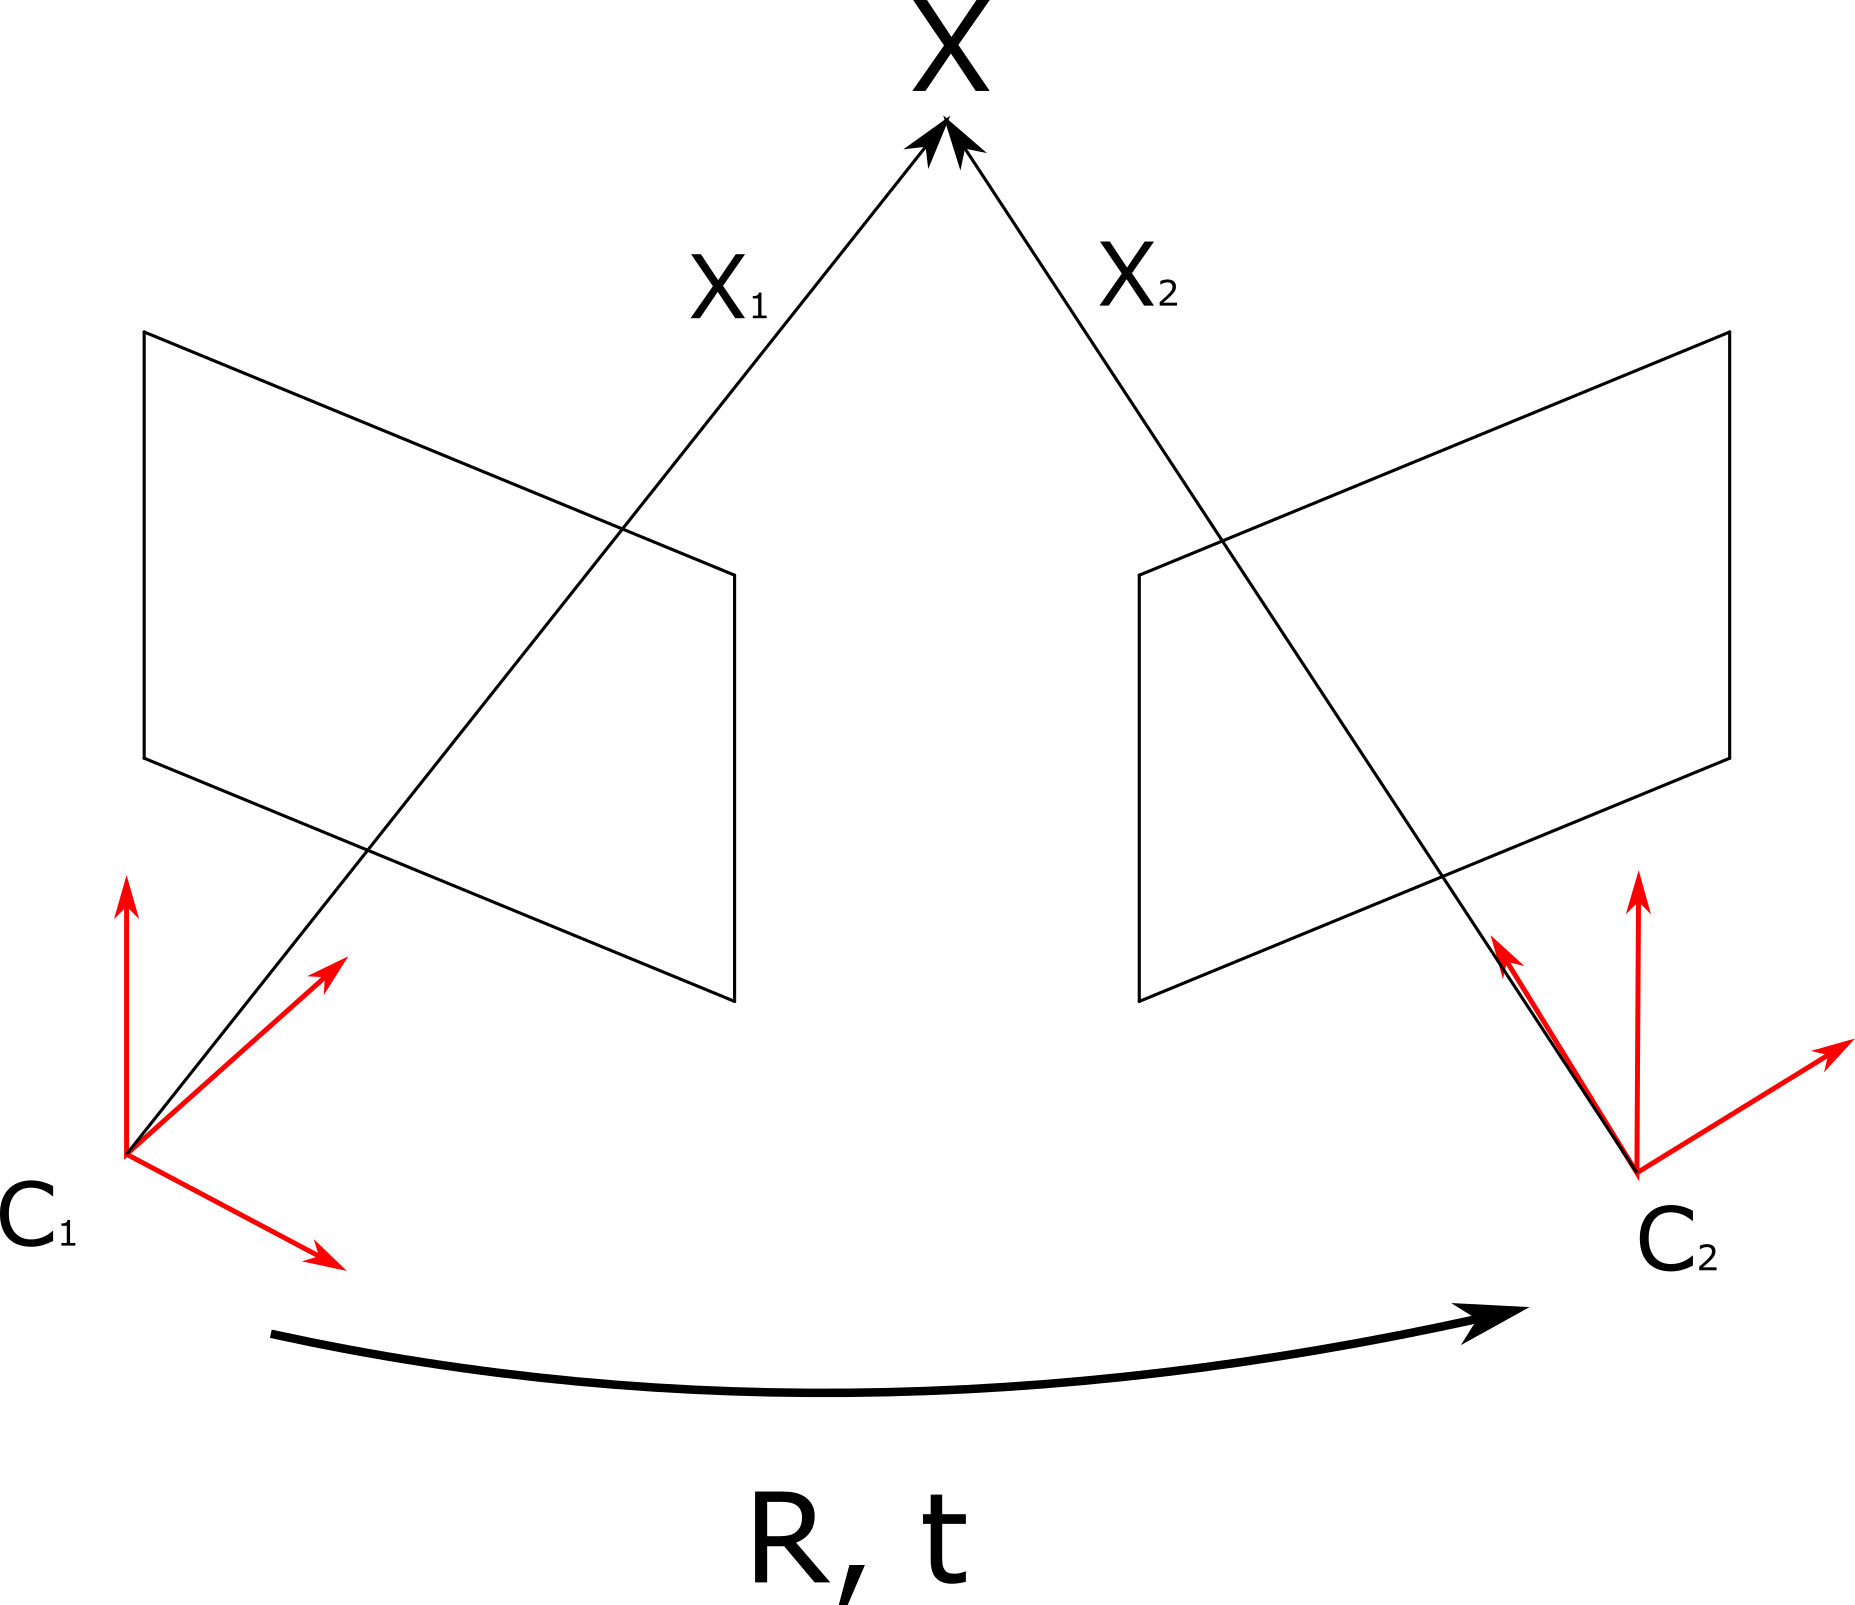 X
X₁
X₂
C₁
C₂
R, t